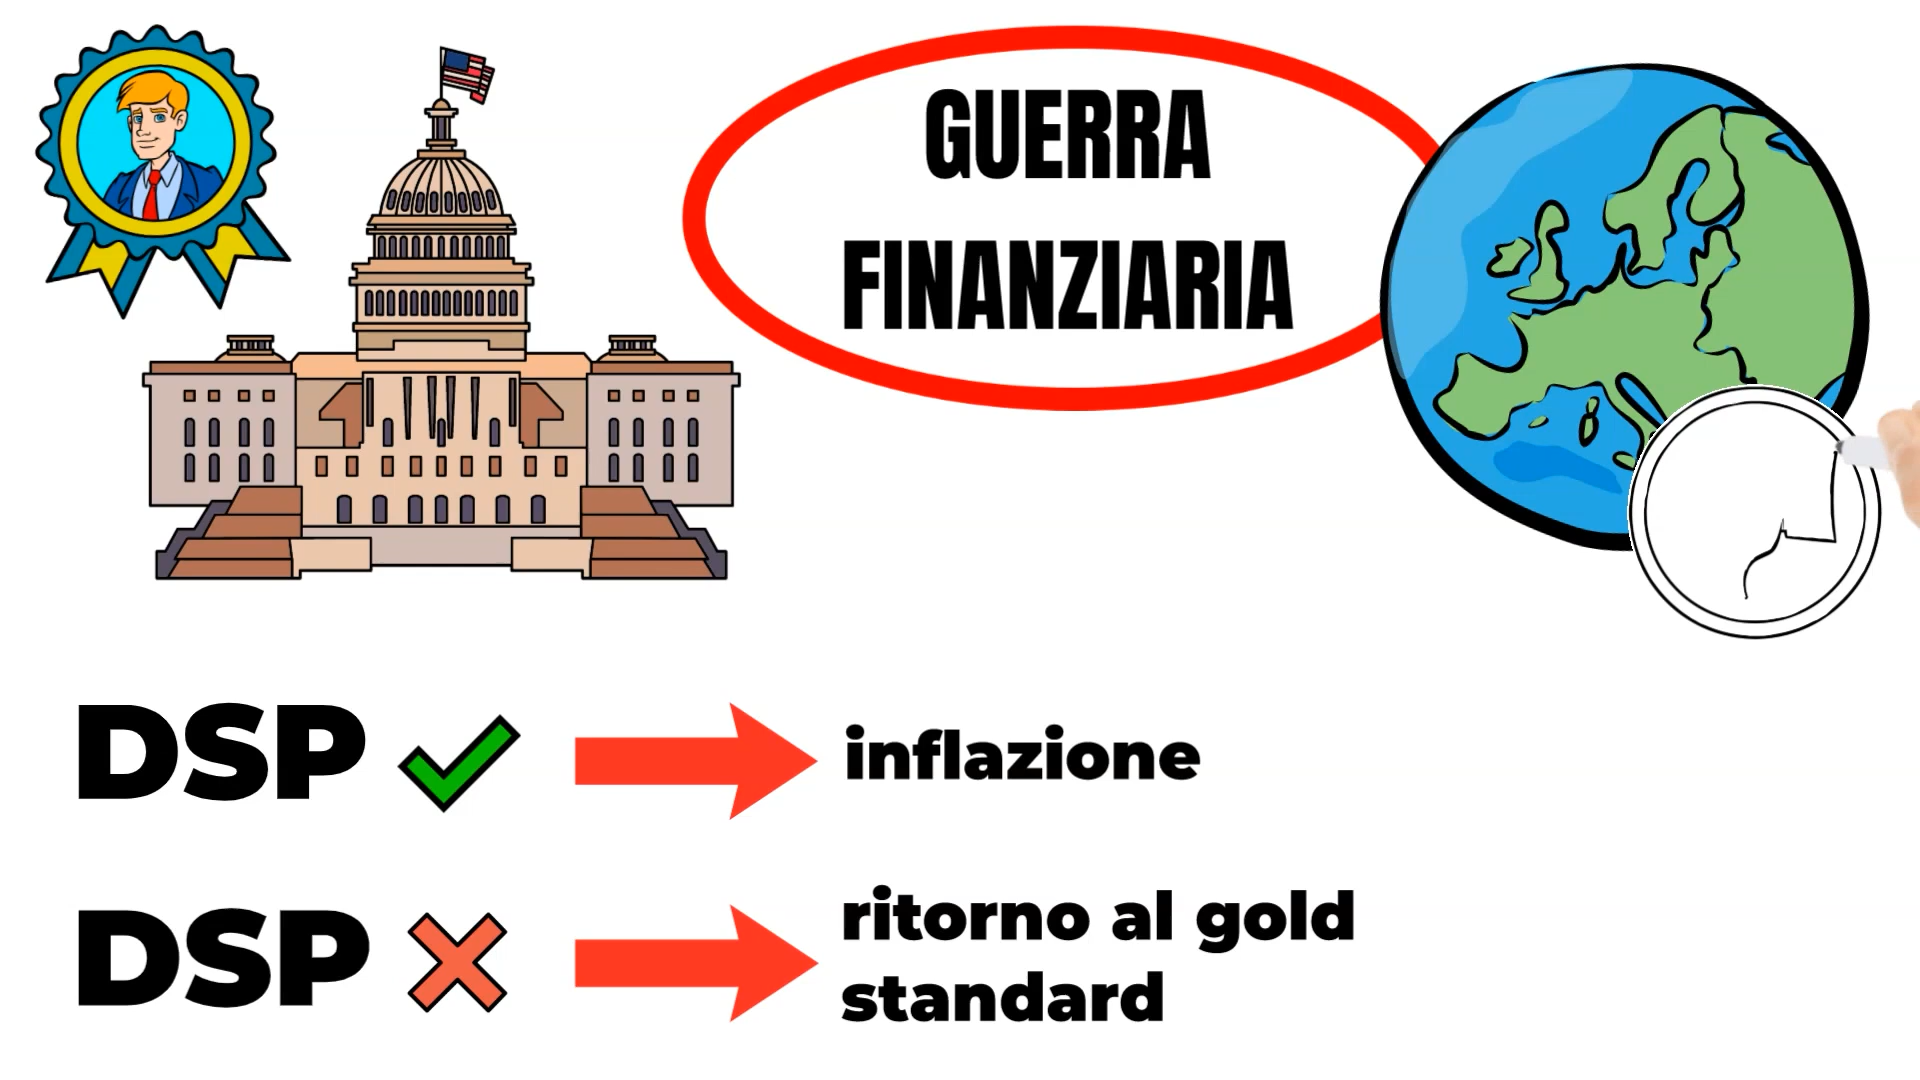 GUERRA
FINANZIARIA
DSP
inflazione
DSP
ritorno al gold
standard